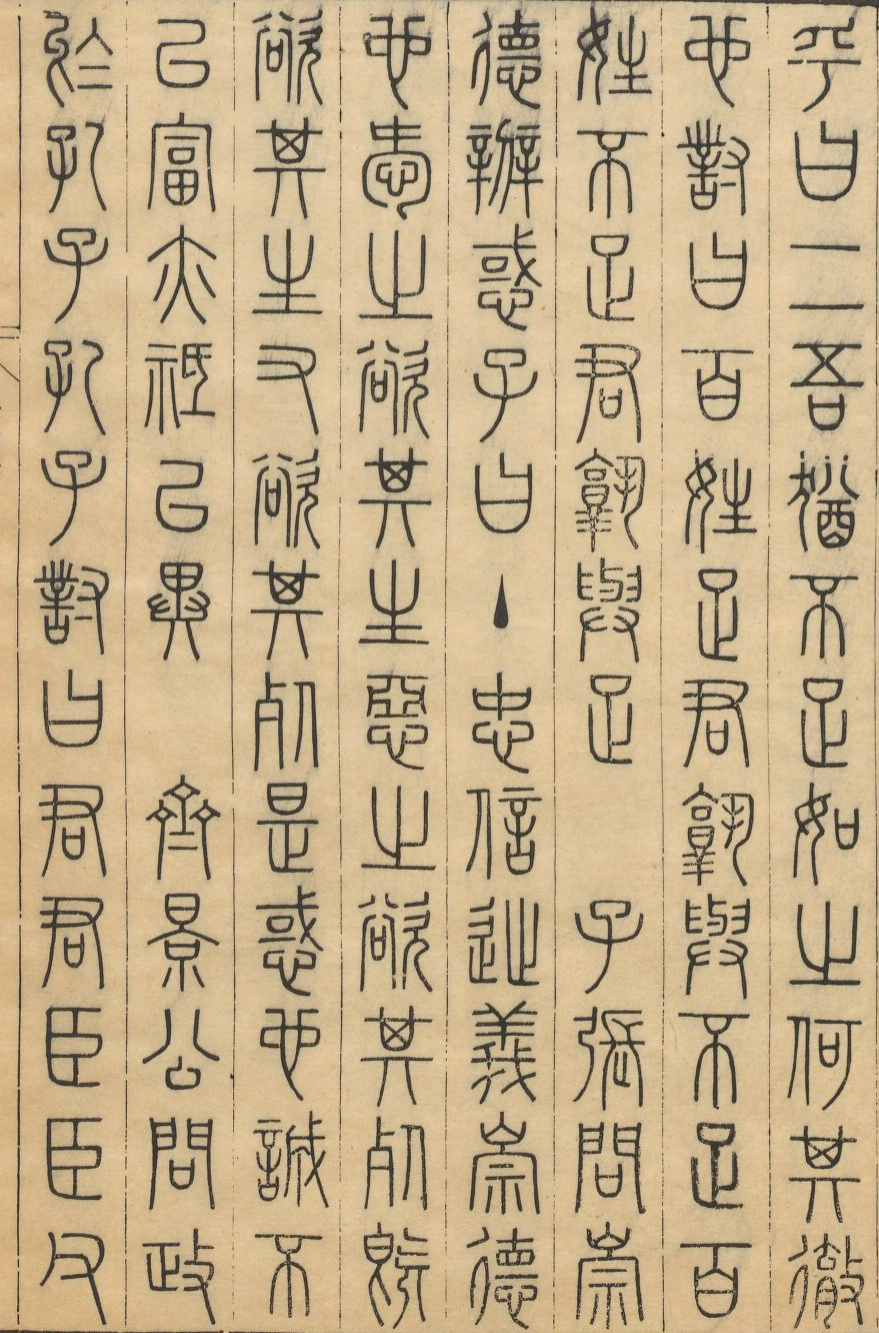 乎曰二吾猶不足如之何其徹
也對曰百姓足君孰與不足百
姓不足君孰與足　子張問崇
德辨惑子曰主忠信徙義崇德
也愛之欲其生惡之欲其死既
欲其生又欲其死是惑也誠不
以富亦祇以異　齊景公問政
於孔子孔子對曰君君臣臣父